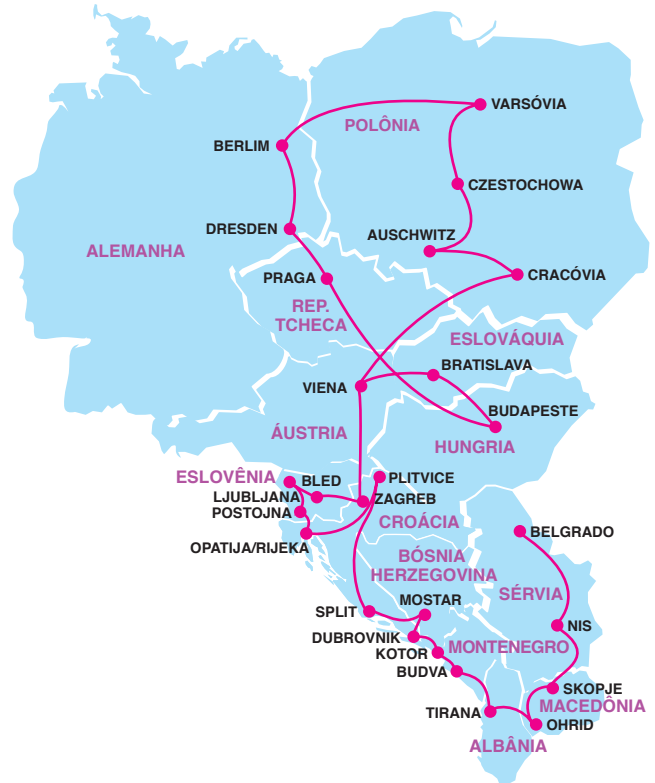 VARSÓVIA
POLÔNIA
BERLIM
CZESTOCHOWA
DRESDEN
AUSCHWITZ
ALEMANHA
CRACÓVIA
PRAGA
REP.
TCHECA
ESLOVÁQUIA
BRATISLAVA
VIENA
BUDAPESTE
ÁUSTRIA
HUNGRIA
ESLOVÊNIA
BLED
PLITVICE
LJUBLJANA
ZAGREB
POSTOJNA
CROÁCIA
BELGRADO
OPATIJA/RIJEKA
BÓSNIA
HERZEGOVINA
SÉRVIA
MOSTAR
SPLIT
NIS
DUBROVNIK
MONTENEGRO
KOTOR
BUDVA
SKOPJE
MACEDÔNIA
TIRANA
OHRID
ALBÂNIA